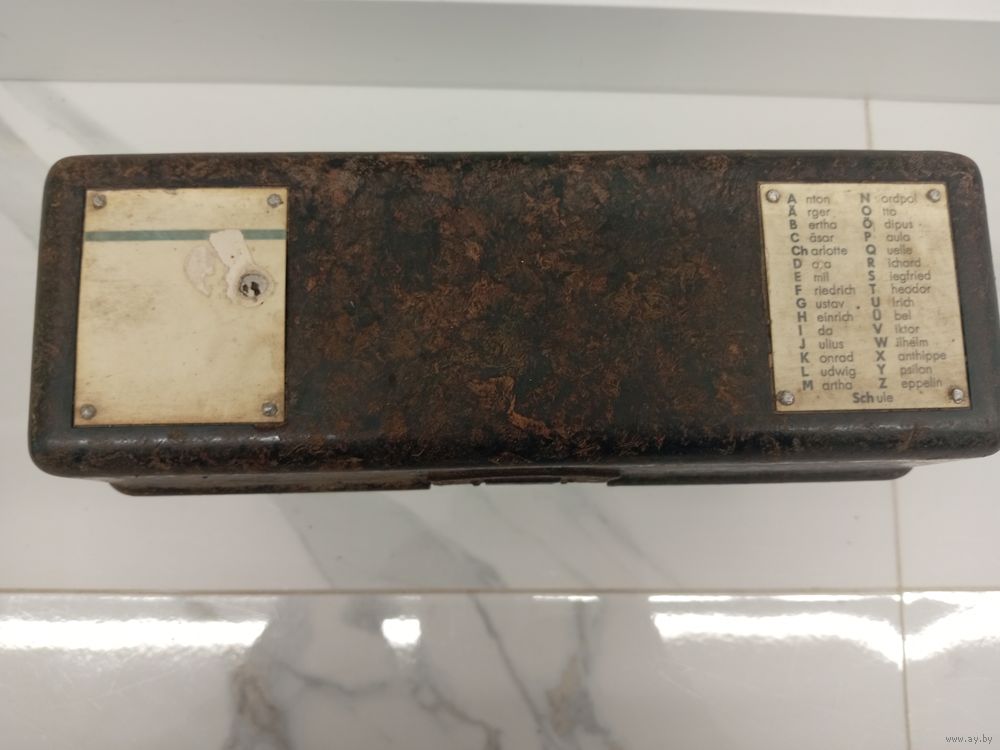 Anton
Ärger
Bertha
Cäsar
Charlotte
Dora
Emil
Friedrich
Gustav
Heinrich
Ida
Julius
Konrad
Ludwig
Martha
Nordpol
Otto
Ödipus
Paula
Quelle
Richard
Siegfried
Theodor
Ulrich
Übel
Viktor
Wilhelm
Xanthippe
Ypsilon
Zeppelin
Schule
www.ay.by